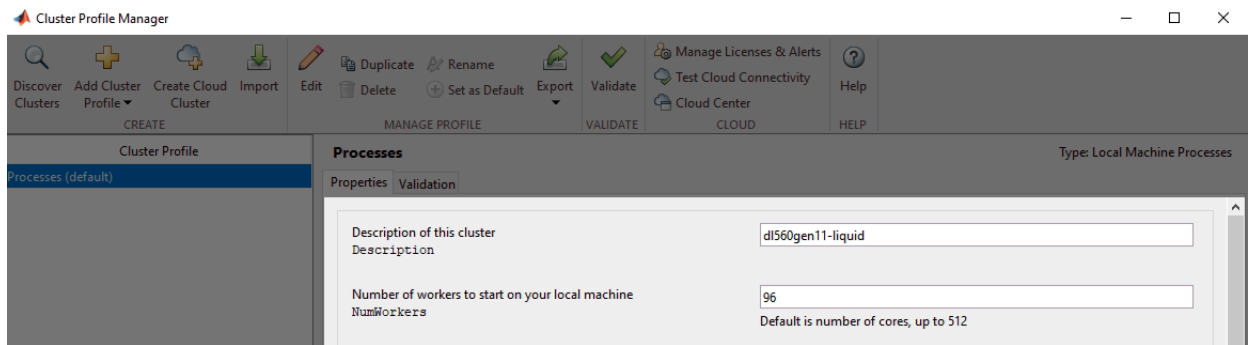 Cluster Profile Manager
Discover Clusters
Add Cluster Profile
Create Cloud Cluster
Import
CREATE
Edit
Duplicate
Delete
Rename
Set as Default
Export
MANAGE PROFILE
Validate
VALIDATE
Manage Licenses & Alerts
Test Cloud Connectivity
Cloud Center
CLOUD
Help
HELP
Cluster Profile
Processes (default)
Processes
Type: Local Machine Processes
Properties
Validation
Description of this cluster
Description
dl560gen11-liquid
Number of workers to start on your local machine
NumWorkers
96
Default is number of cores, up to 512